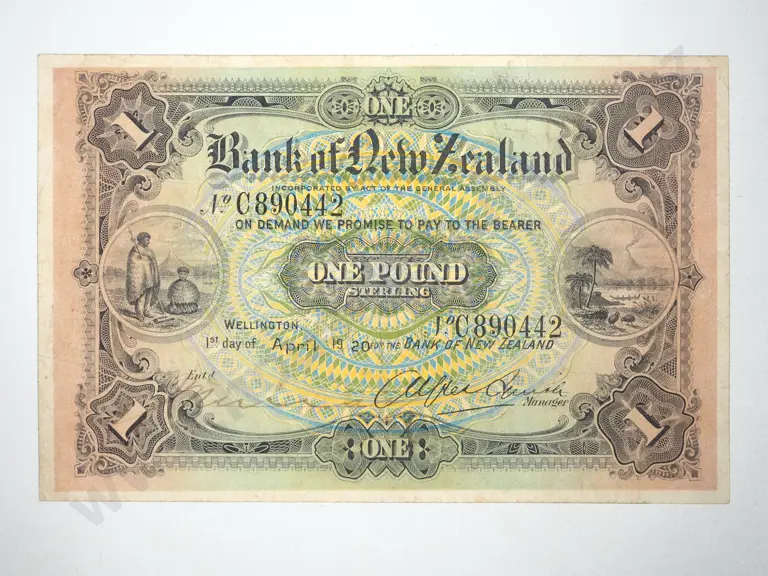 ONE
1 1
Bank of New Zealand
INCORPORATED BY ACT OF THE GENERAL ASSEMBLY
No C890442
ON DEMAND WE PROMISE TO PAY TO THE BEARER
ONE POUND
STERLING
WELLINGTON, No C890442
1st day of April 1920 FOR THE BANK OF NEW ZEALAND
Entd
Manager
1 1
ONE